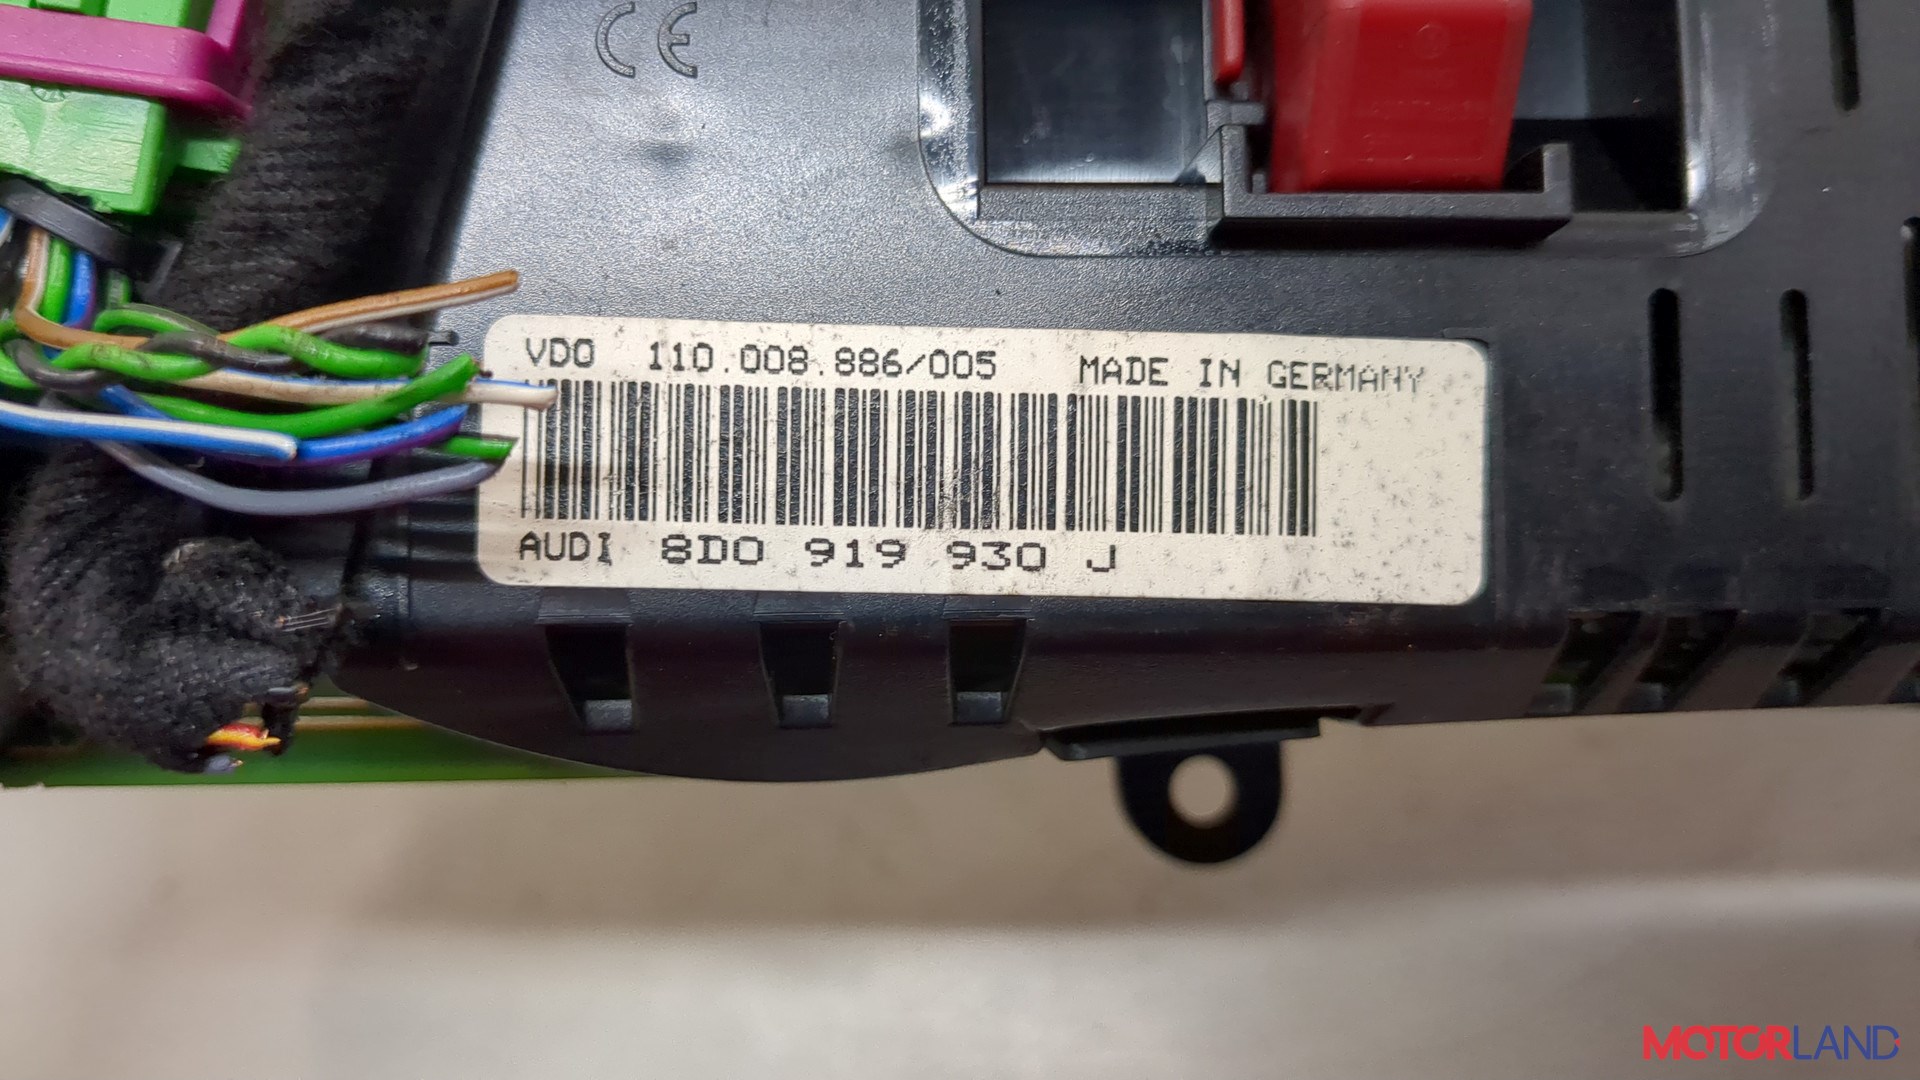 CE
VDO 110.008.886/005 MADE IN GERMANY
AUDI 8D0 919 930 J
MOTORLAND